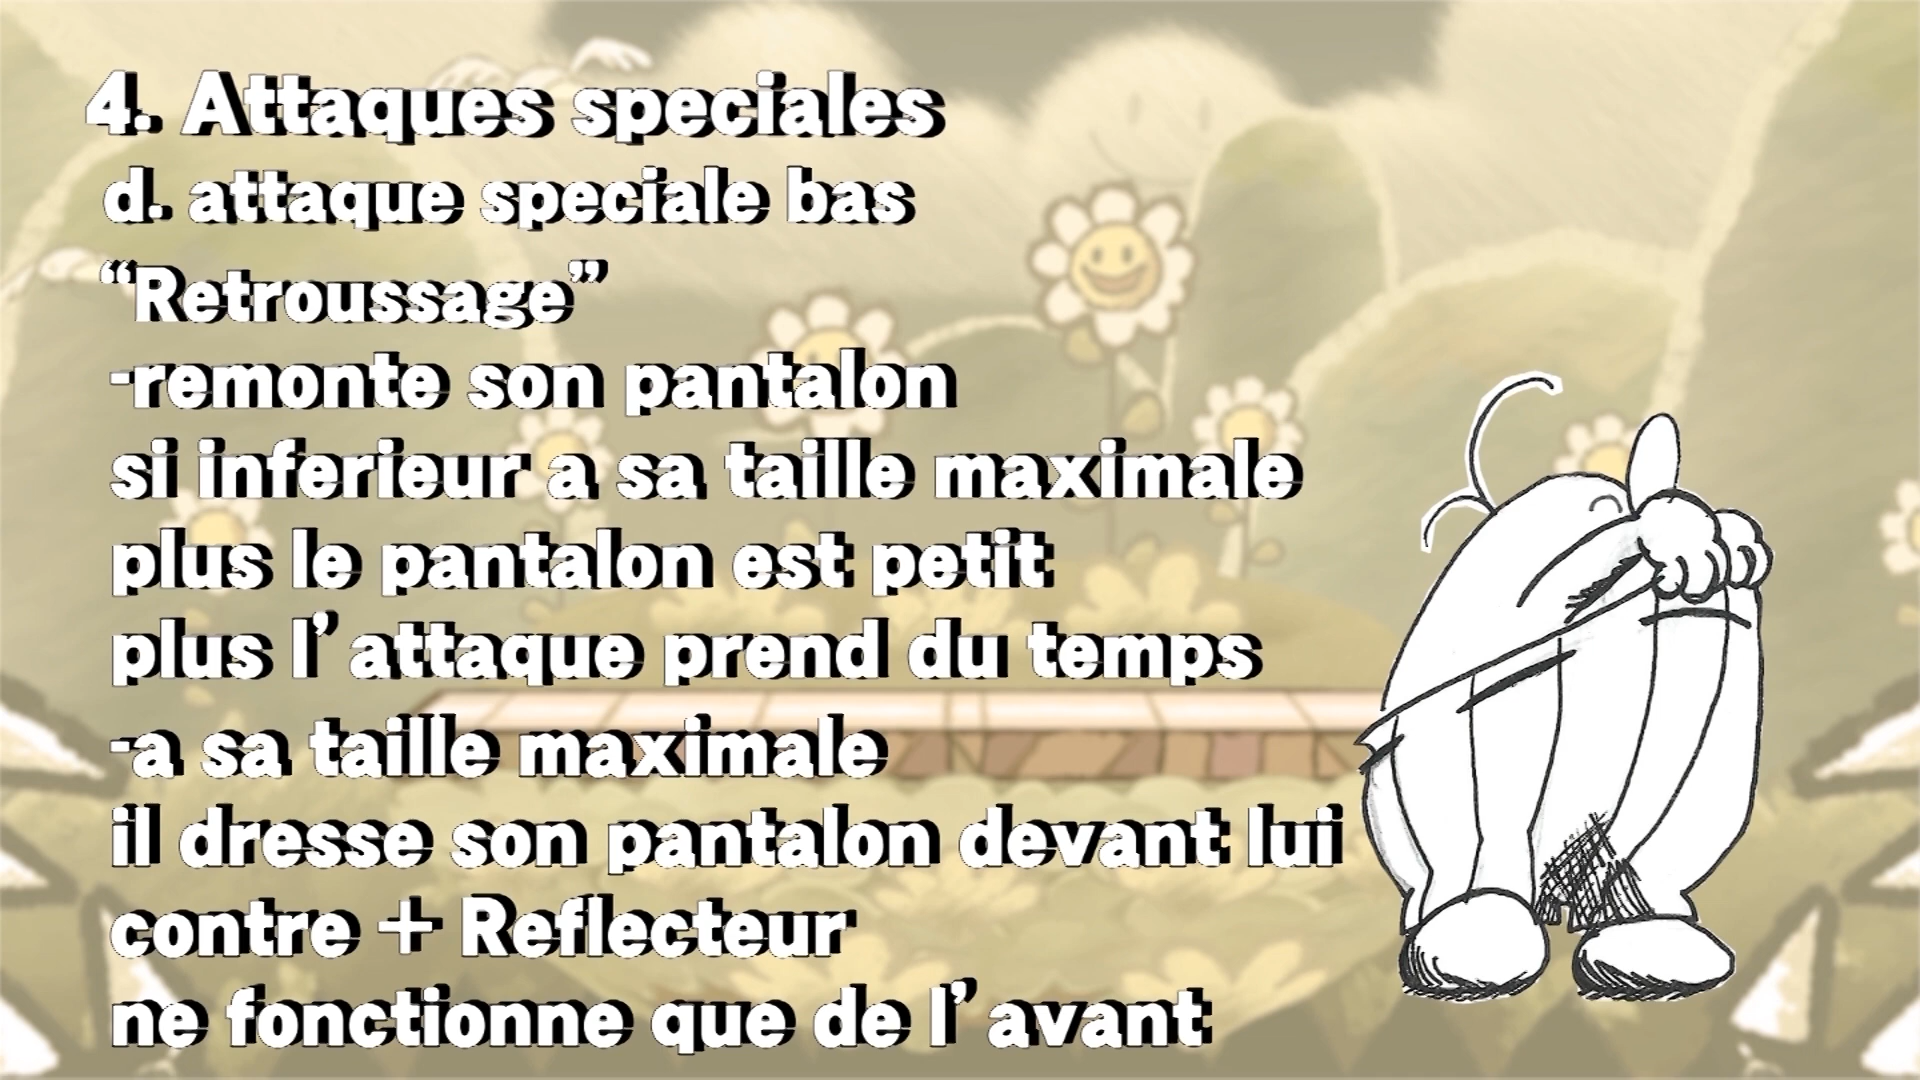 4. Attaques speciales
d. attaque speciale bas
“Retroussage”
-remonte son pantalon
si inferieur a sa taille maximale
plus le pantalon est petit
plus l’attaque prend du temps
-a sa taille maximale
il dresse son pantalon devant lui
contre + Reflecteur
ne fonctionne que de l’avant